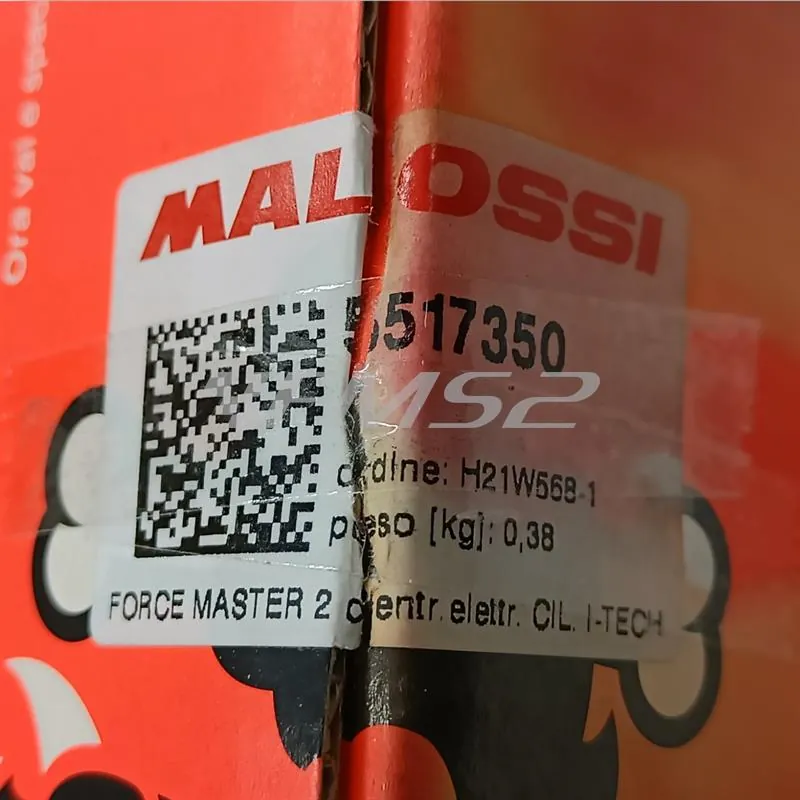 Ora vai e spac
MALOSSI
5517350
MS2
ordine: H21W568-1
peso [kg]: 0,38
FORCE MASTER 2 centr. elettr. CIL. I-TECH